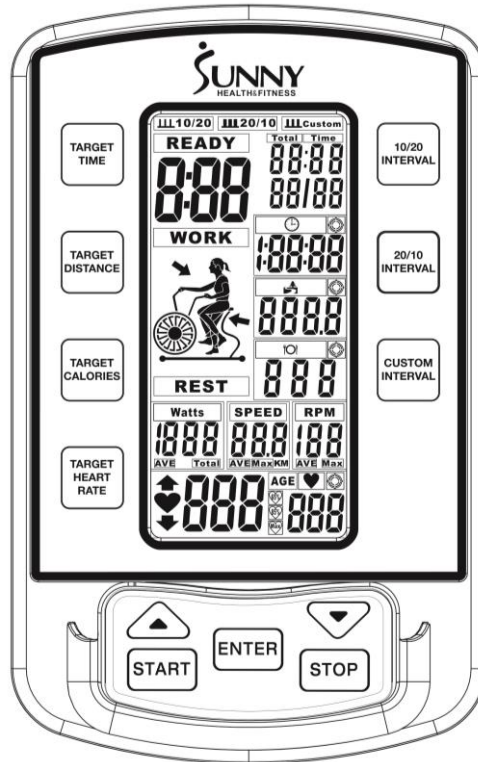 SUNNY
HEALTH&FITNESS
10/20 20/10 Custom
READY
Total Time
8:88
88:88
88/88
WORK
1:88:88
888.8
888
REST
Watts SPEED RPM
1888 88.8 188
AVE Total AVE Max KM AVE Max
AGE
888 888
TARGET
TIME
TARGET
DISTANCE
TARGET
CALORIES
TARGET
HEART
RATE
10/20
INTERVAL
20/10
INTERVAL
CUSTOM
INTERVAL
START
ENTER
STOP